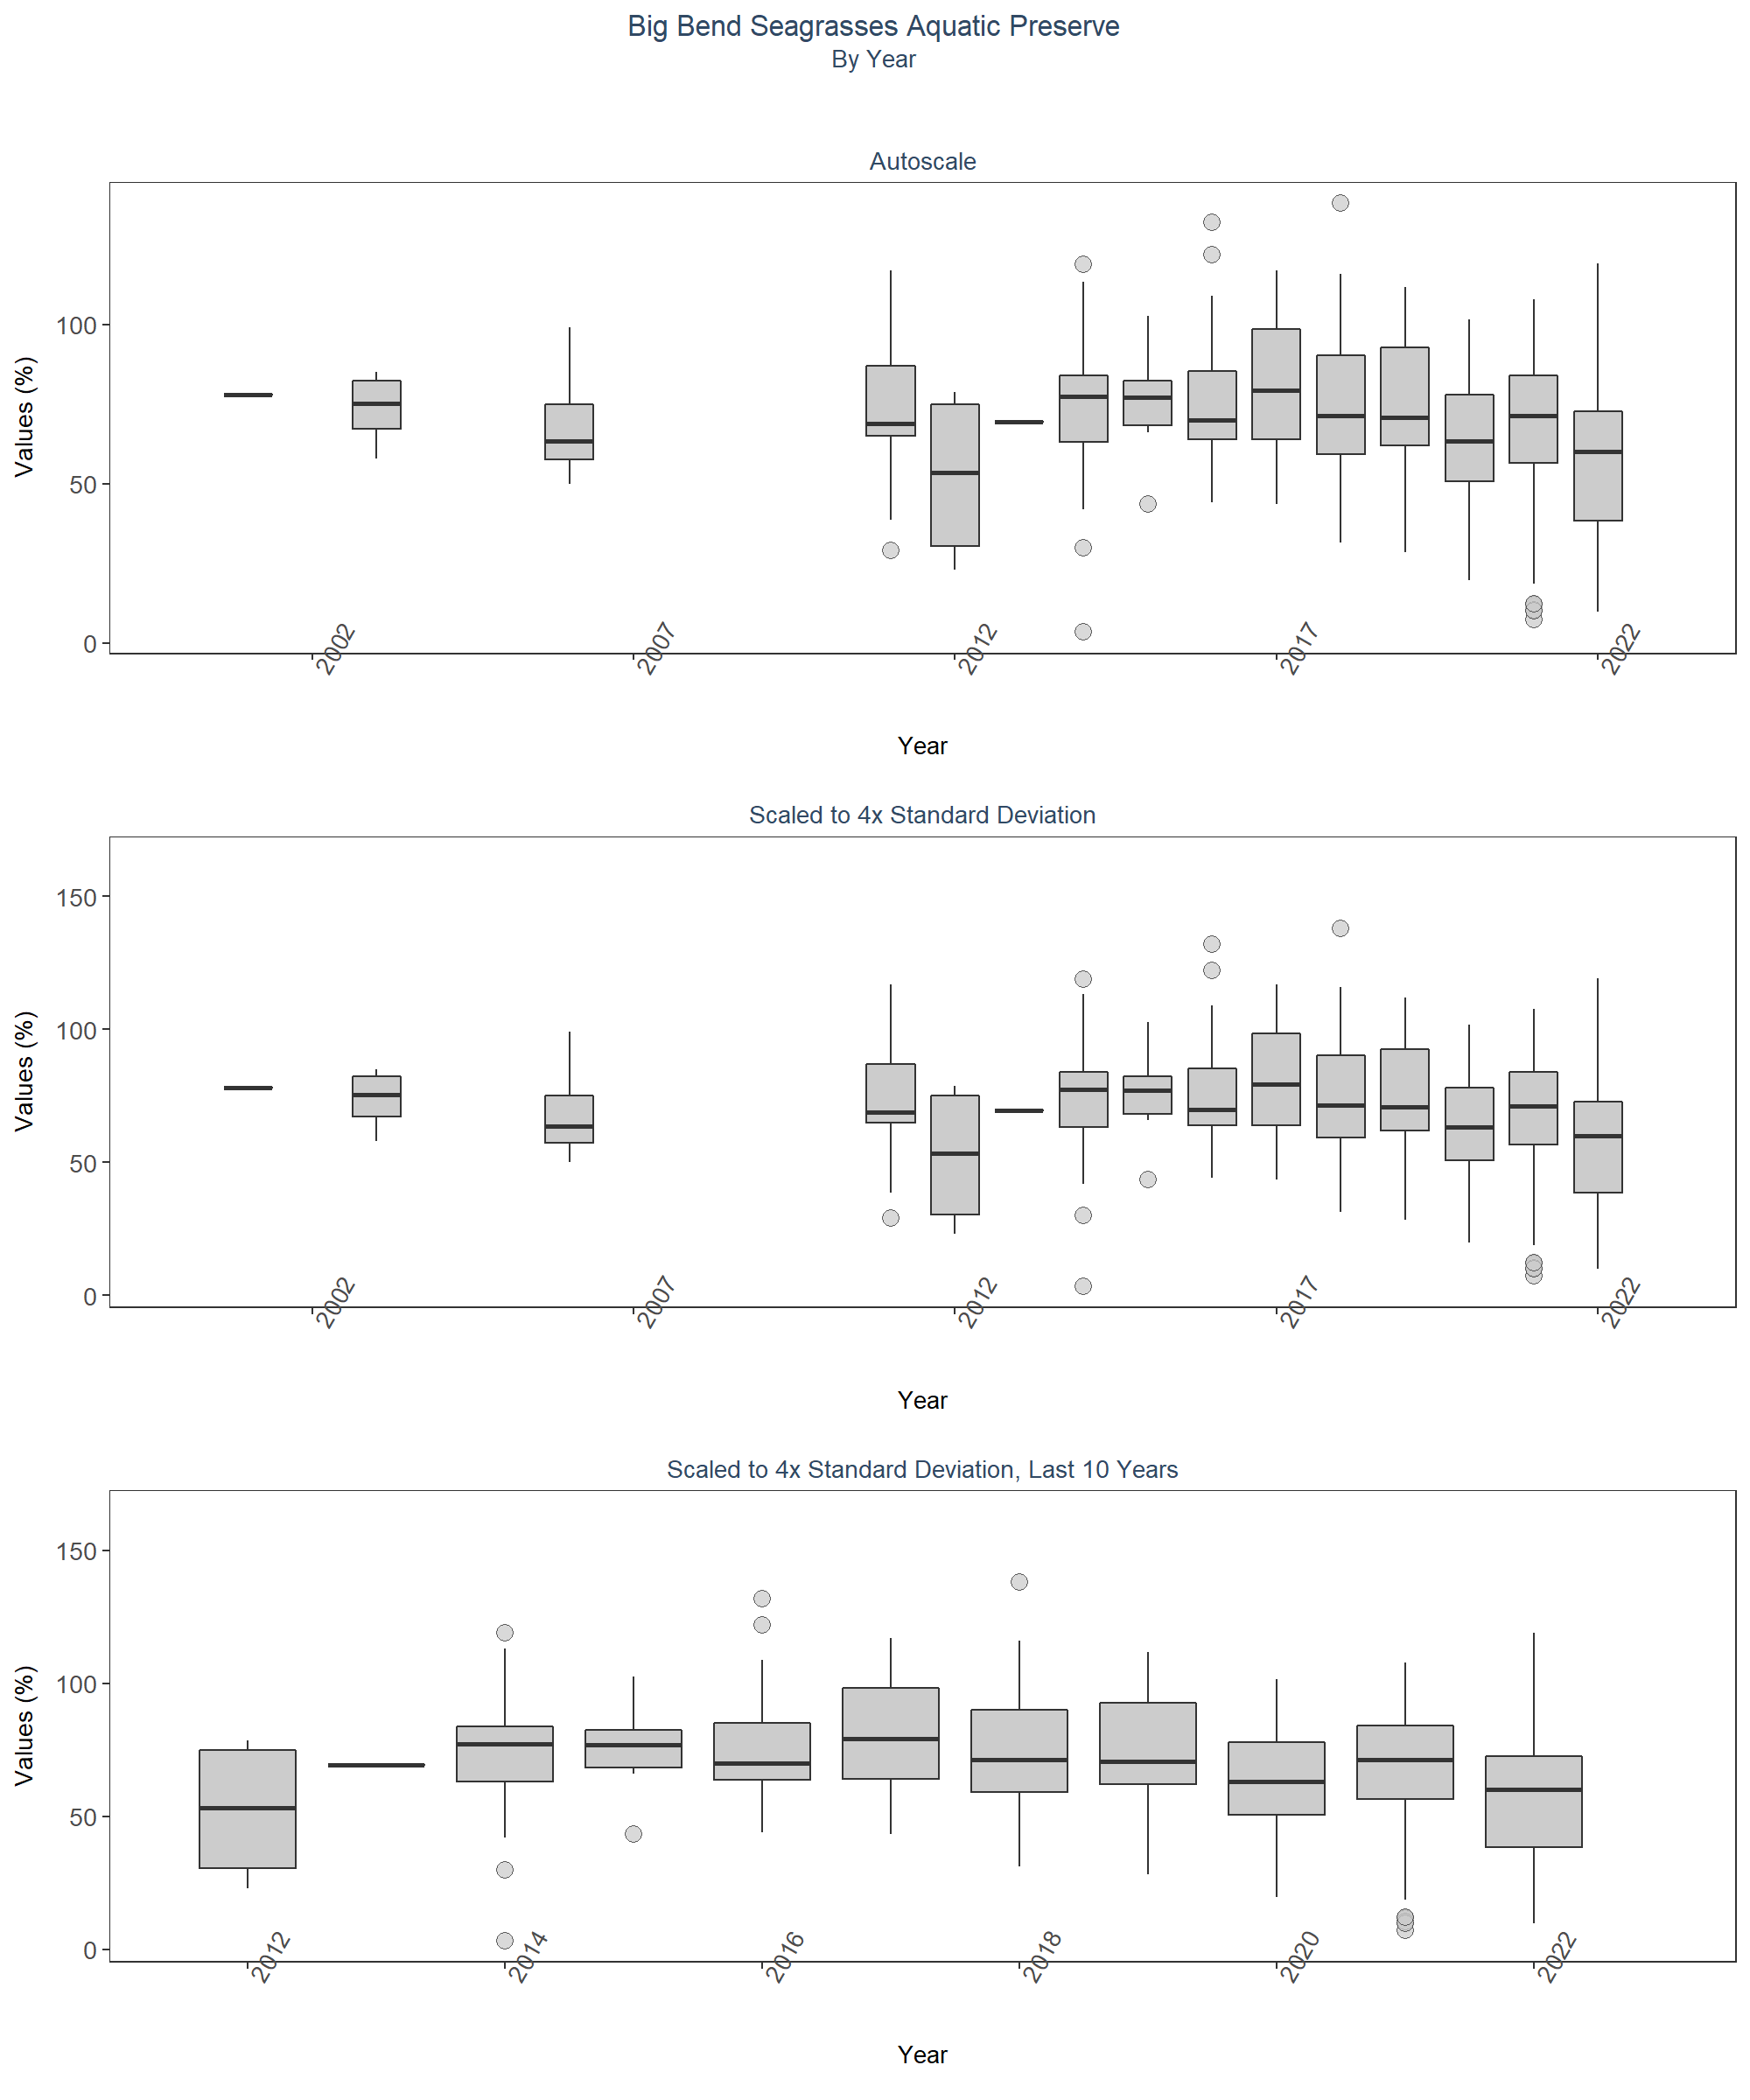 Big Bend Seagrasses Aquatic Preserve
By Year
Autoscale
Values (%)
100
50
0
2002 2007 2012 2017 2022
Year
Scaled to 4x Standard Deviation
Values (%)
150
100
50
0
2002 2007 2012 2017 2022
Year
Scaled to 4x Standard Deviation, Last 10 Years
Values (%)
150
100
50
0
2012 2014 2016 2018 2020 2022
Year